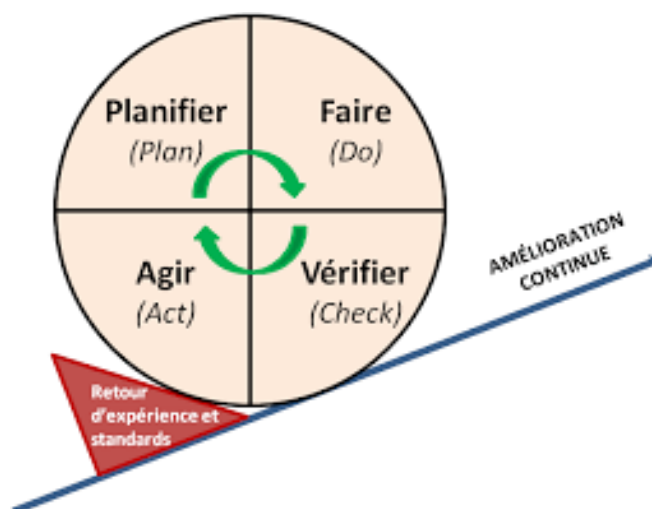 Planifier
(Plan)
Faire
(Do)
Agir
(Act)
Vérifier
(Check)
AMÉLIORATION
CONTINUE
Retour
d'expérience et
standards